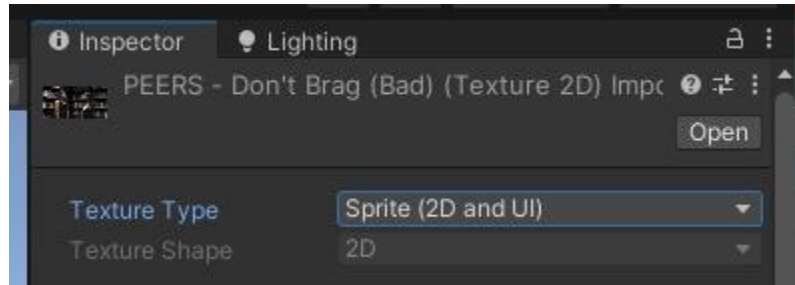 Inspector Lighting
PEERS - Don't Brag (Bad) (Texture 2D) Impo
Open
Texture Type Sprite (2D and UI)
Texture Shape 2D